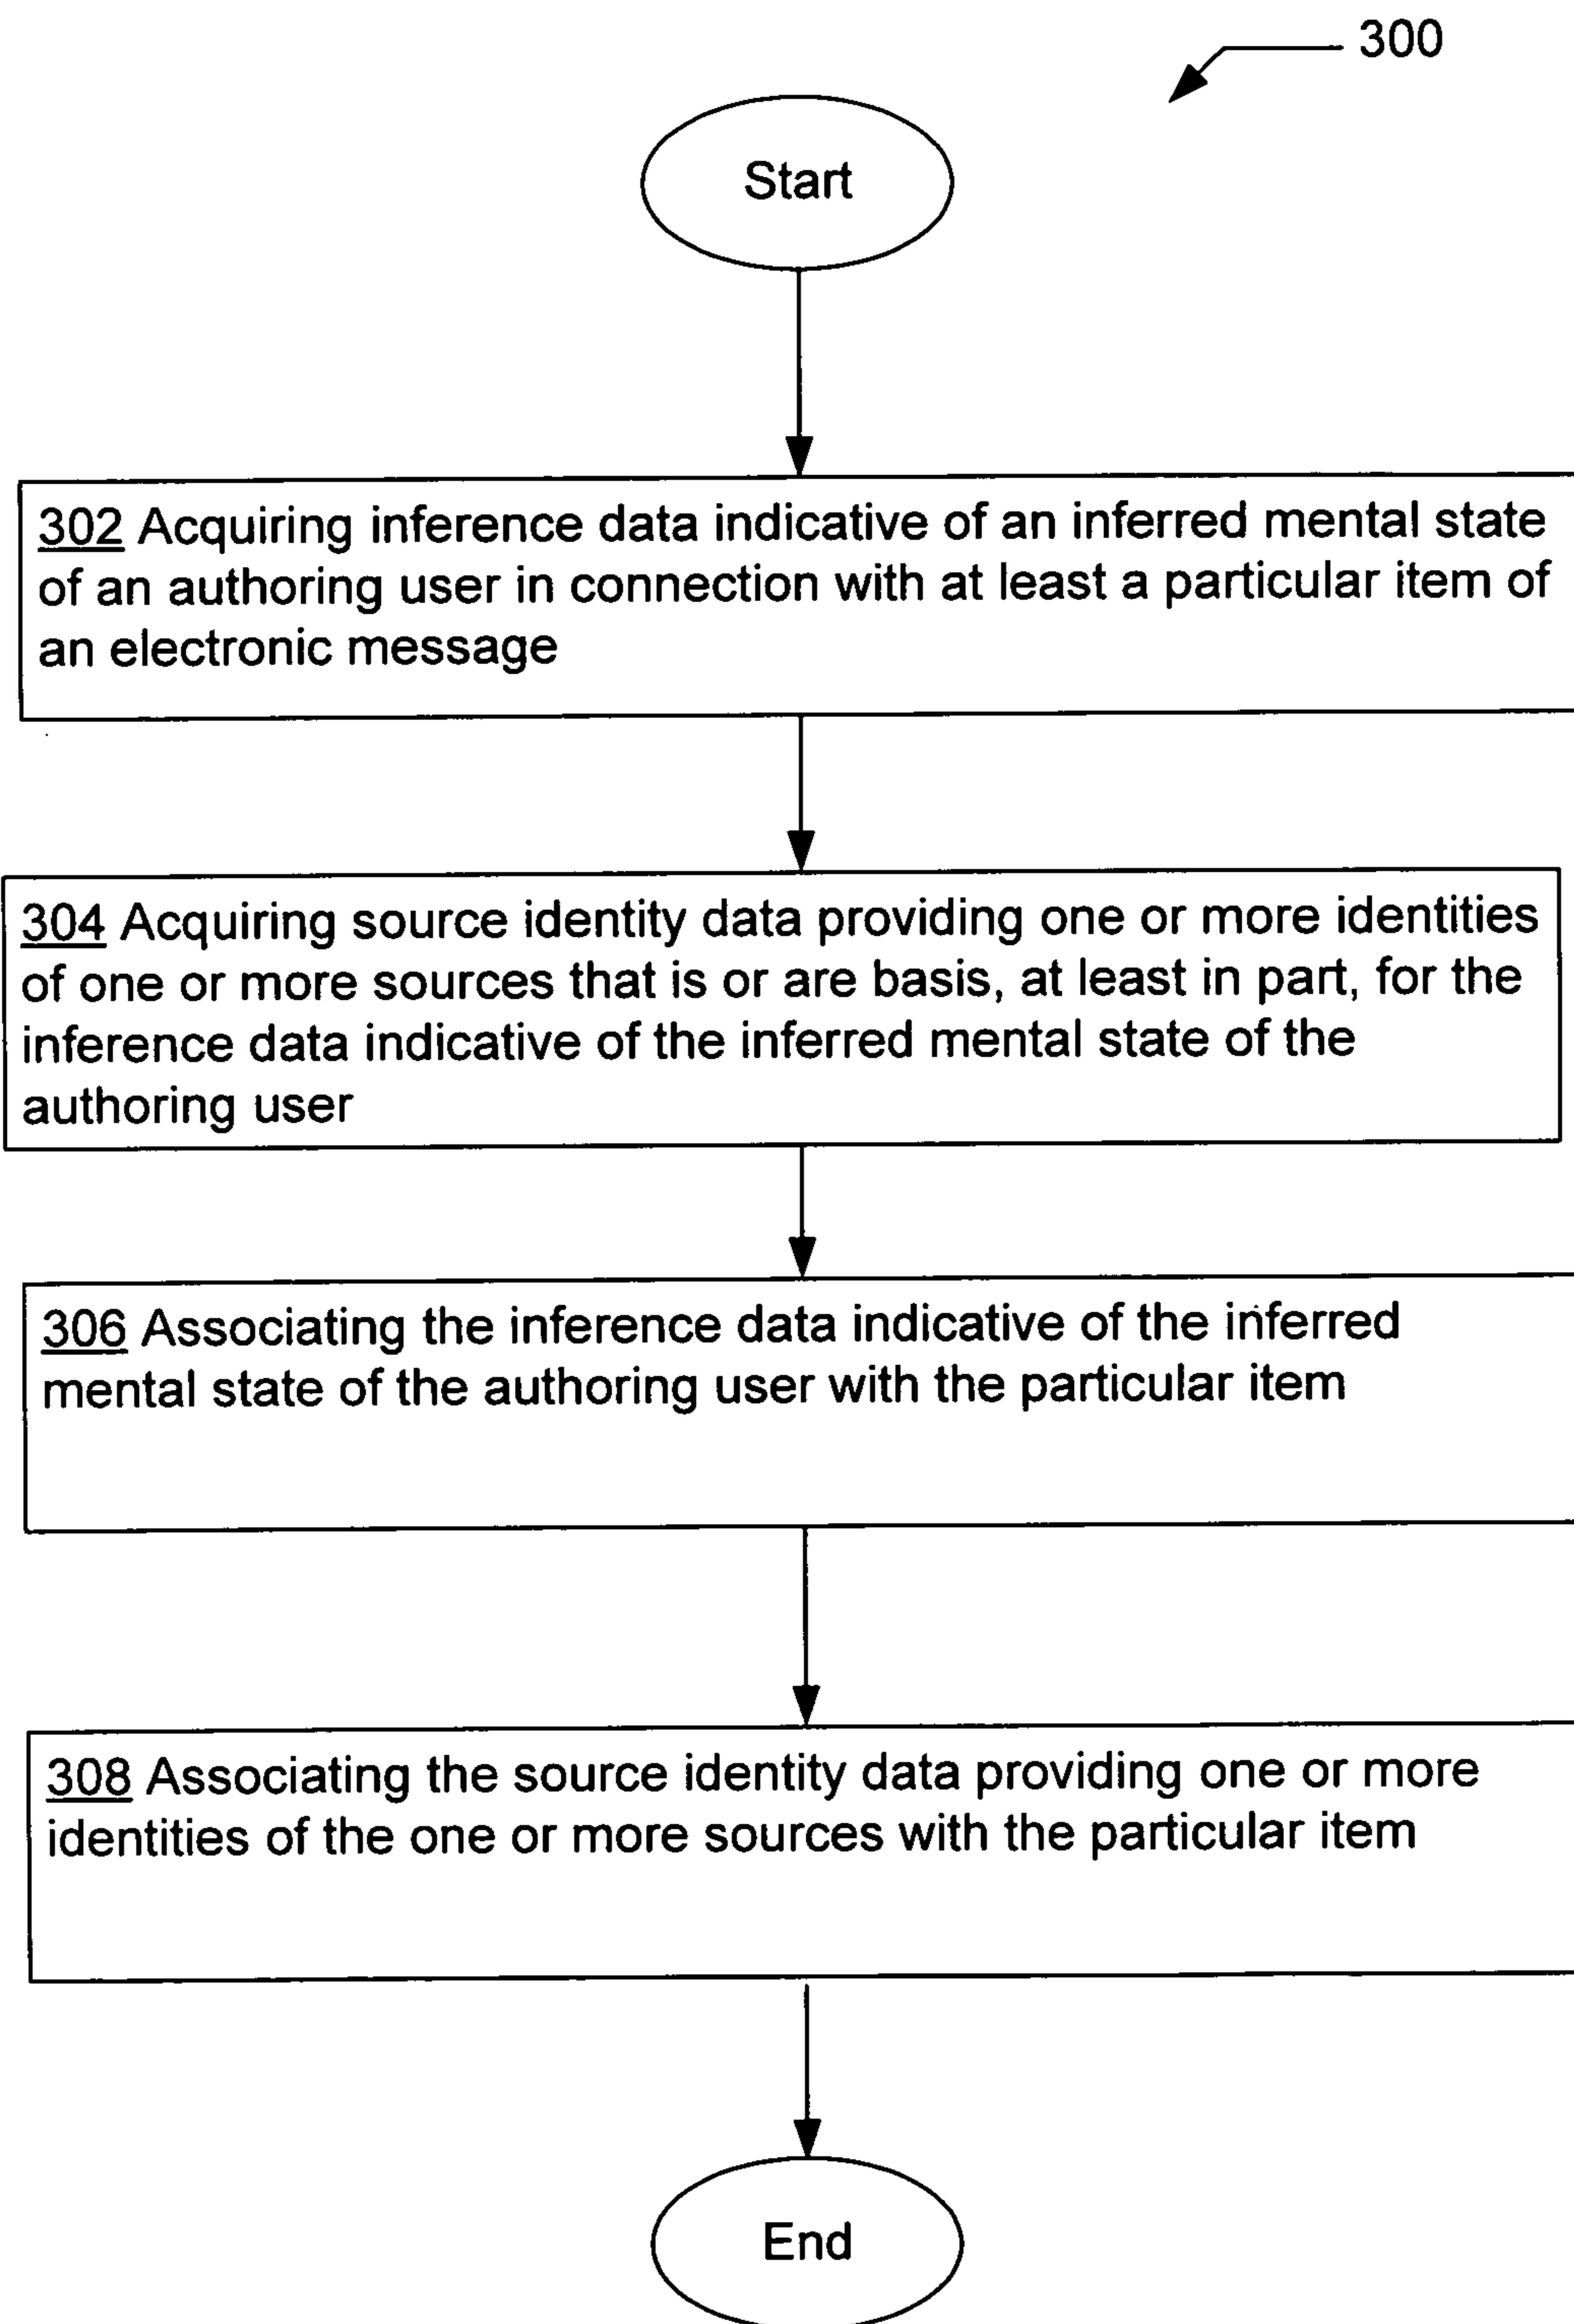 300
Start
302 Acquiring inference data indicative of an inferred mental state
of an authoring user in connection with at least a particular item of
an electronic message
304 Acquiring source identity data providing one or more identities
of one or more sources that is or are basis, at least in part, for the
inference data indicative of the inferred mental state of the
authoring user
306 Associating the inference data indicative of the inferred
mental state of the authoring user with the particular item
308 Associating the source identity data providing one or more
identities of the one or more sources with the particular item
End